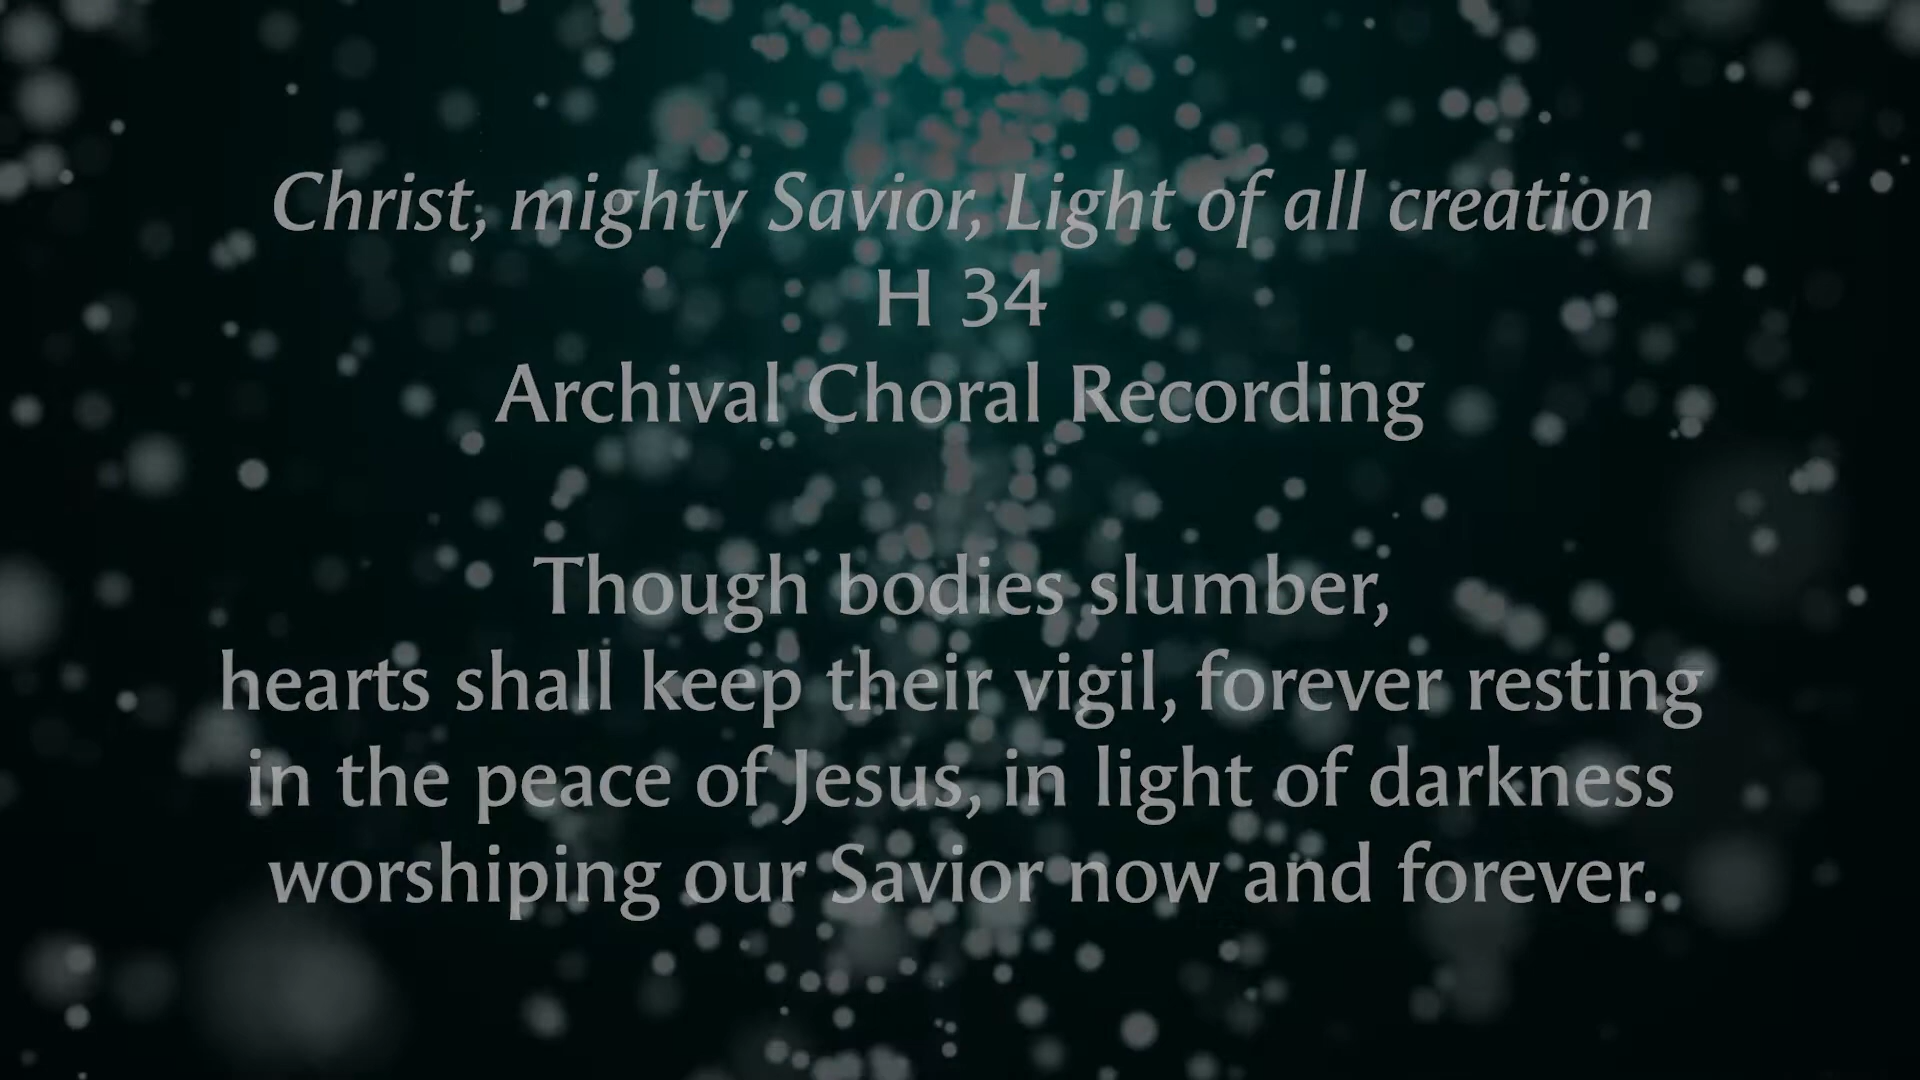 Christ, mighty Savior, Light of all creation
H 34
Archival Choral Recording
Though bodies slumber,
hearts shall keep their vigil, forever resting
in the peace of Jesus, in light of darkness
worshiping our Savior now and forever.